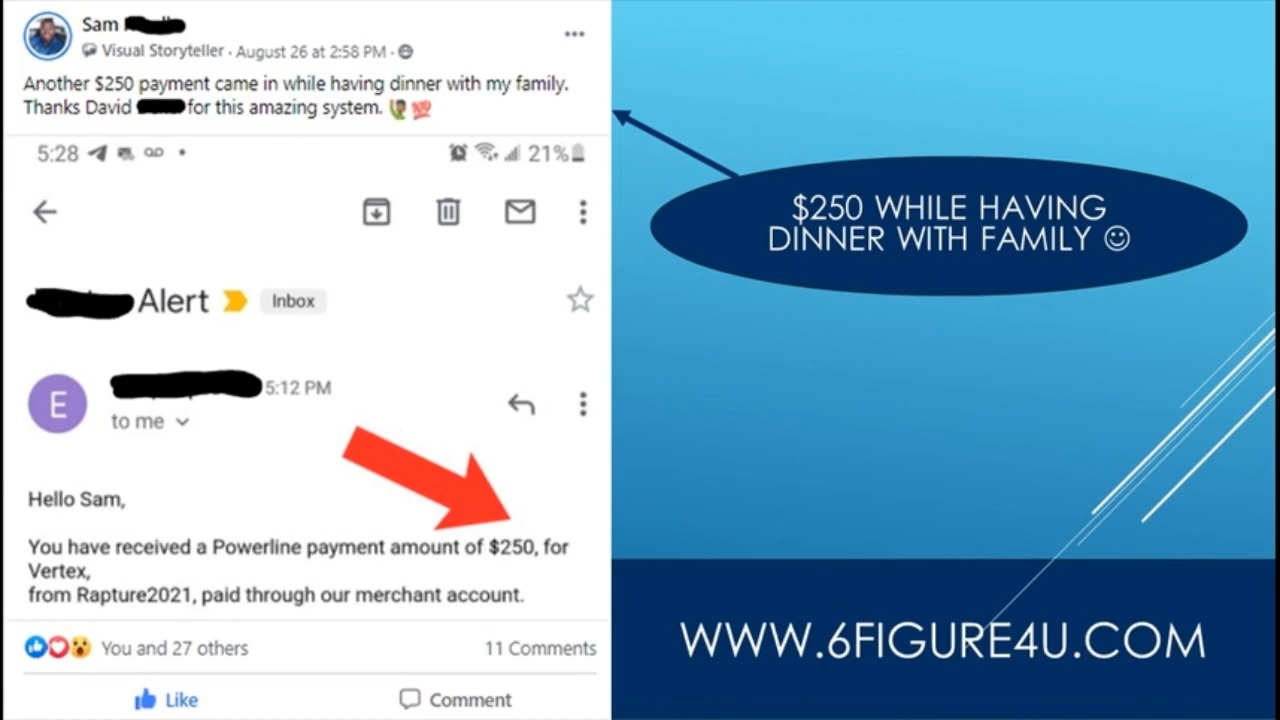 Sam
Visual Storyteller · August 26 at 2:58 PM ·
Another $250 payment came in while having dinner with my family.
Thanks David for this amazing system.
5:28
21%
Alert
Inbox
E
5:12 PM
to me
Hello Sam,
You have received a Powerline payment amount of $250, for
Vertex,
from Rapture2021, paid through our merchant account.
You and 27 others
11 Comments
Like
Comment
$250 WHILE HAVING
DINNER WITH FAMILY ☺
WWW.6FIGURE4U.COM